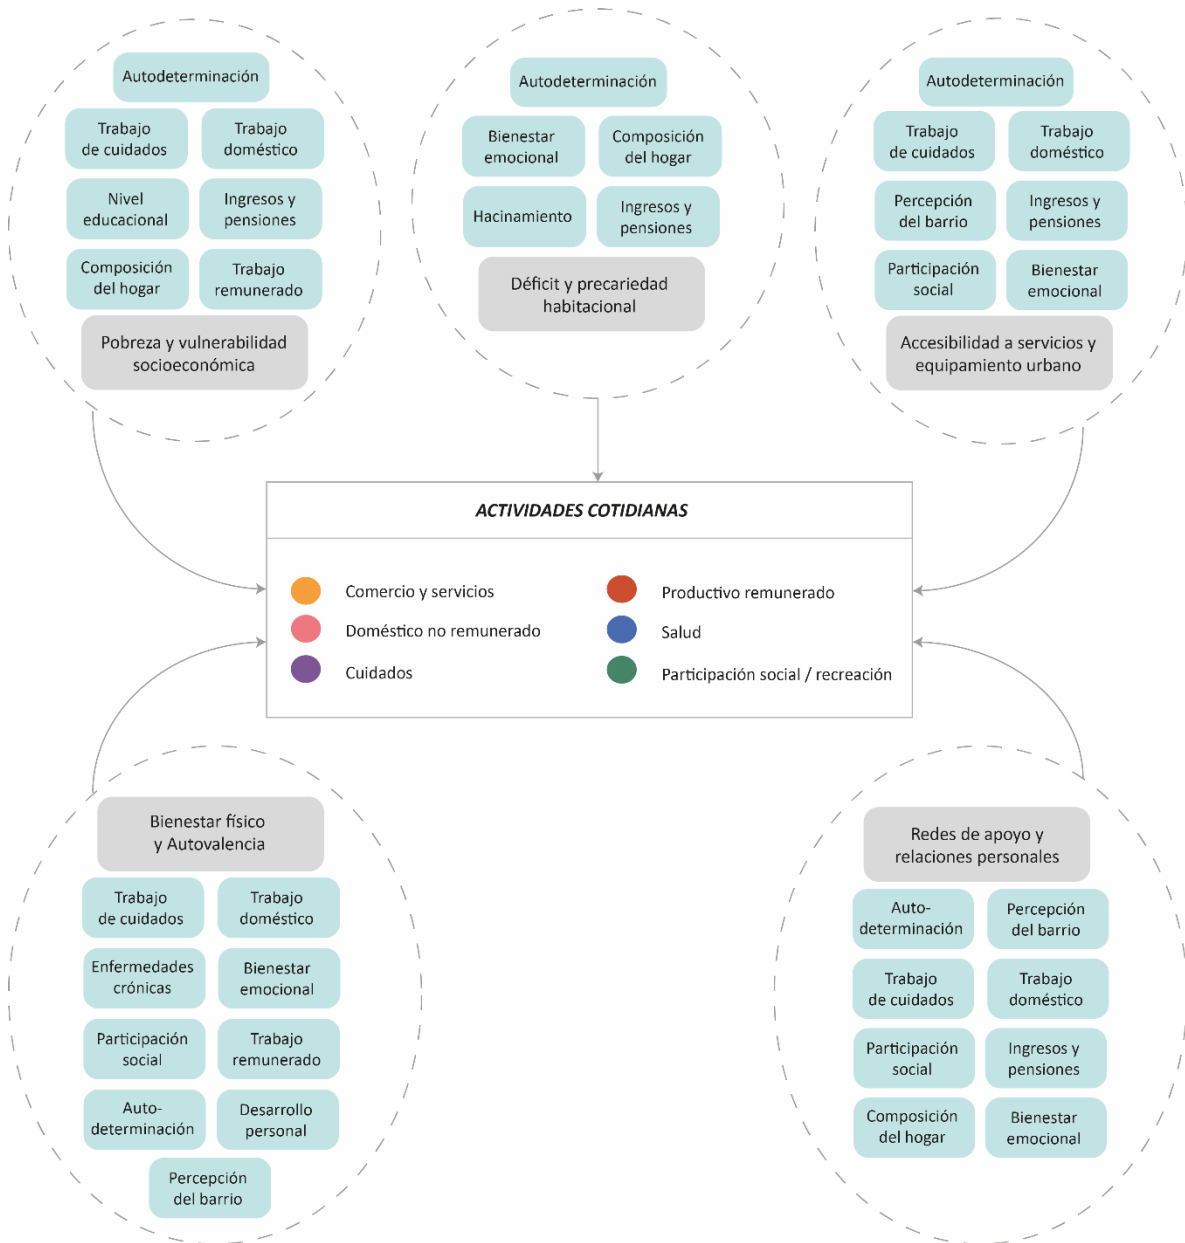 Autodeterminación
Trabajo
de cuidados
Trabajo
doméstico
Nivel
educacional
Ingresos y
pensiones
Composición
del hogar
Trabajo
remunerado
Pobreza y vulnerabilidad
socioeconómica
Autodeterminación
Bienestar
emocional
Composición
del hogar
Hacinamiento
Ingresos y
pensiones
Déficit y precariedad
habitacional
Autodeterminación
Trabajo
de cuidados
Trabajo
doméstico
Percepción
del barrio
Ingresos y
pensiones
Participación
social
Bienestar
emocional
Accesibilidad a servicios y
equipamiento urbano
ACTIVIDADES COTIDIANAS
Comercio y servicios
Doméstico no remunerado
Cuidados
Productivo remunerado
Salud
Participación social / recreación
Bienestar físico
y Autovalencia
Trabajo
de cuidados
Trabajo
doméstico
Enfermedades
crónicas
Bienestar
emocional
Participación
social
Trabajo
remunerado
Auto-
determinación
Desarrollo
personal
Percepción
del barrio
Redes de apoyo y
relaciones personales
Auto-
determinación
Percepción
del barrio
Trabajo
de cuidados
Trabajo
doméstico
Participación
social
Ingresos y
pensiones
Composición
del hogar
Bienestar
emocional